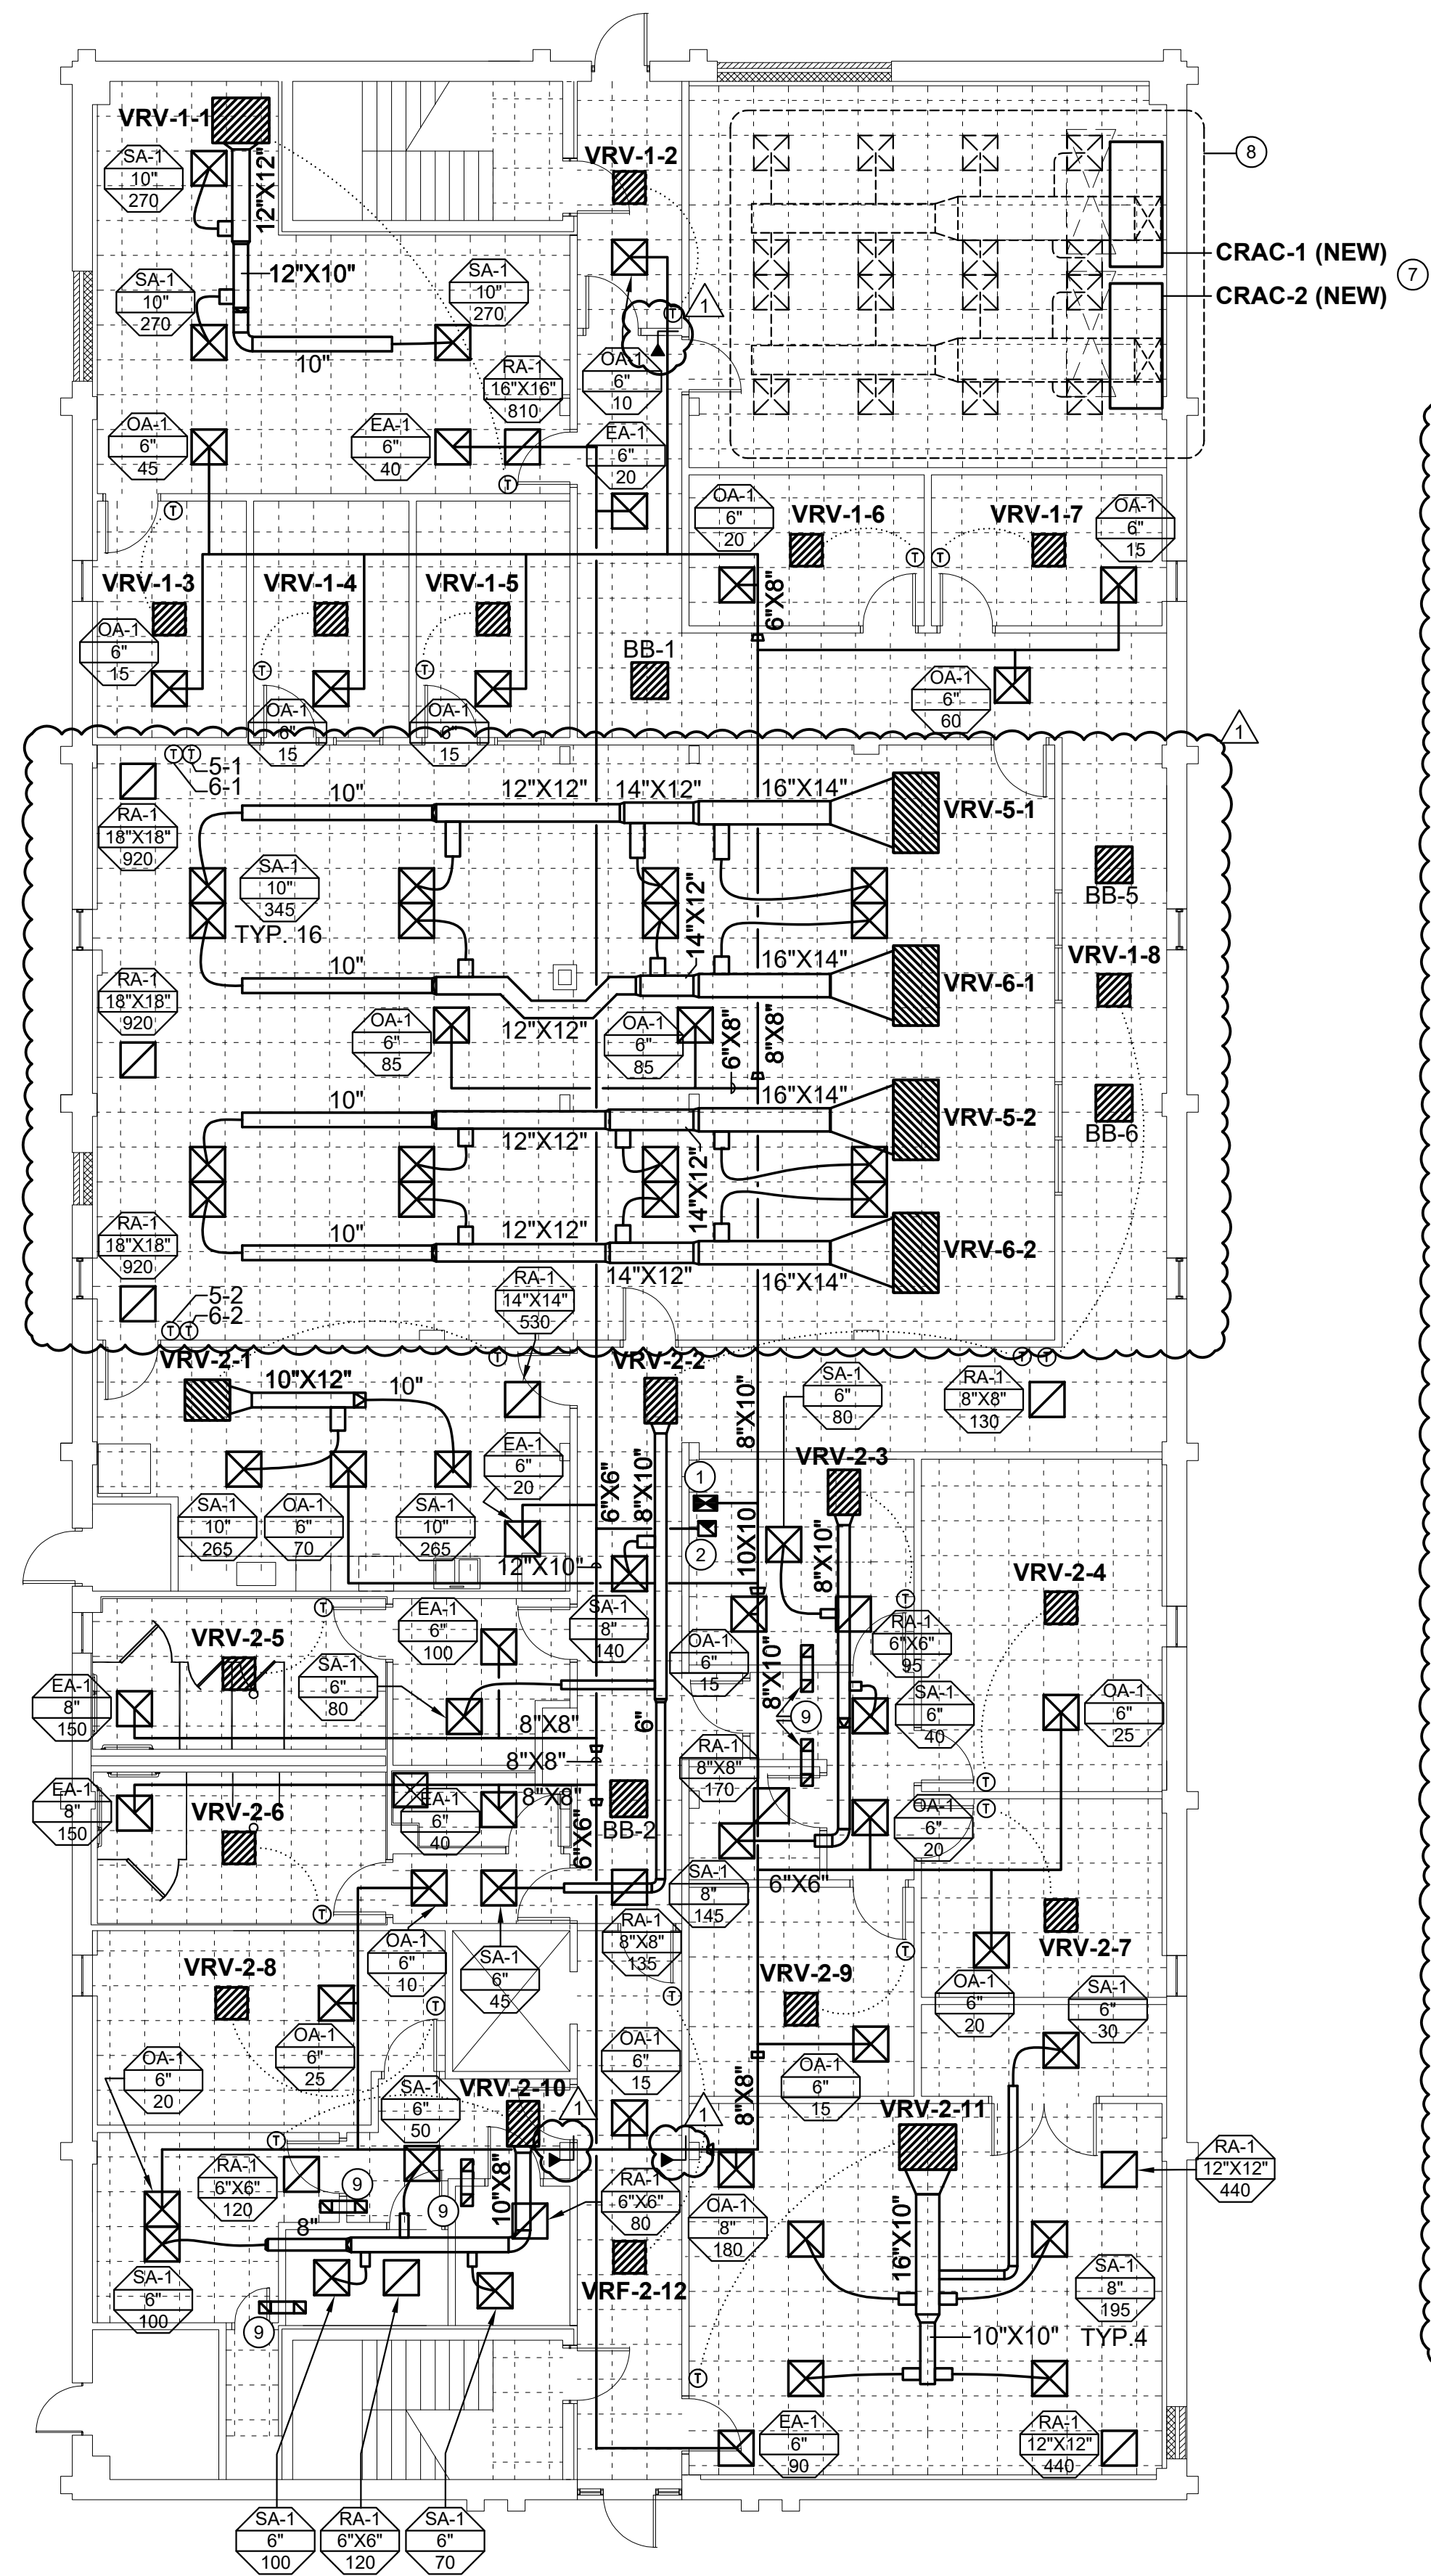 VRV-1-1
SA-1
10"
270
12"X12"
VRV-1-2
8
SA-1
10"
270
12"X10"
SA-1
10"
270
10"
T
1
CRAC-1 (NEW)
7
CRAC-2 (NEW)
RA-1
16"X16"
810
OA-1
6"
10
OA-1
6"
45
EA-1
6"
40
EA-1
6"
20
T
T
OA-1
6"
20
VRV-1-6
VRV-1-7
OA-1
6"
15
T
T
6"X8"
VRV-1-3
VRV-1-4
VRV-1-5
OA-1
6"
15
T
T
BB-1
OA-1
6"
15
OA-1
6"
15
OA-1
6"
60
1
T T
5-1
6-1
RA-1
18"X18"
920
10"
12"X12"
14"X12"
16"X14"
VRV-5-1
SA-1
10"
345
TYP. 16
14"X12"
BB-5
RA-1
18"X18"
920
10"
12"X12"
16"X14"
VRV-6-1
VRV-1-8
OA-1
6"
85
OA-1
6"
85
6"X8"
8"X8"
10"
12"X12"
16"X14"
VRV-5-2
BB-6
14"X12"
RA-1
18"X18"
920
10"
12"X12"
14"X12"
16"X14"
VRV-6-2
5-2
6-2
T T
RA-1
14"X14"
530
VRV-2-1
T
VRV-2-2
T T
10"X12"
10"
8"X10"
SA-1
6"
80
RA-1
8"X8"
130
EA-1
6"
20
6"X6"
8"X10"
1
VRV-2-3
SA-1
10"
265
OA-1
6"
70
SA-1
10"
265
12"X10"
2
10X10
8"X10"
VRV-2-4
T
EA-1
6"
100
SA-1
8"
140
T
RA-1
6"X6"
95
VRV-2-5
SA-1
6"
80
OA-1
6"
15
8"X10"
EA-1
8"
150
8"X8"
6"
9
SA-1
6"
40
OA-1
6"
25
8"X8"
RA-1
8"X8"
170
T
EA-1
8"
150
VRV-2-6
EA-1
6"
40
8"X8"
BB-2
6"X6"
OA-1
6"
20
T
SA-1
8"
145
6"X6"
T
OA-1
6"
10
SA-1
6"
45
RA-1
8"X8"
135
T
VRV-2-7
VRV-2-8
T
T
VRV-2-9
OA-1
6"
20
SA-1
6"
30
OA-1
6"
20
OA-1
6"
25
SA-1
6"
50
VRV-2-10
1
OA-1
6"
15
1
8"X8"
OA-1
6"
15
VRV-2-11
T
RA-1
6"X6"
120
9
9
10"X8"
RA-1
6"X6"
80
OA-1
8"
180
RA-1
12"X12"
440
8"
16"X10"
SA-1
6"
100
VRF-2-12
SA-1
8"
195
TYP.4
9
10"X10"
T
EA-1
6"
90
RA-1
12"X12"
440
SA-1
6"
100
RA-1
6"X6"
120
SA-1
6"
70